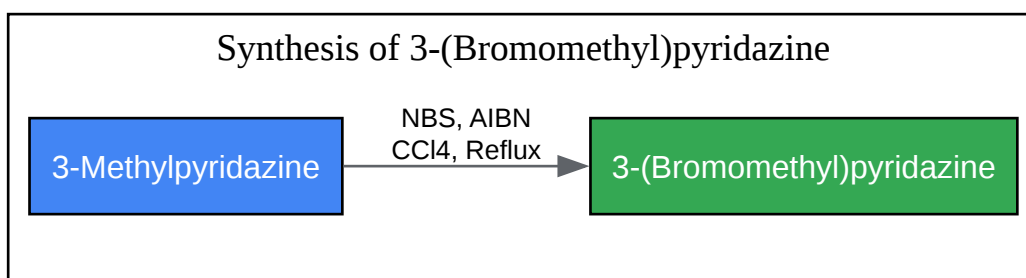 Synthesis of 3-(Bromomethyl)pyridazine
NBS, AIBN
CCl4, Reflux
3-Methylpyridazine
3-(Bromomethyl)pyridazine